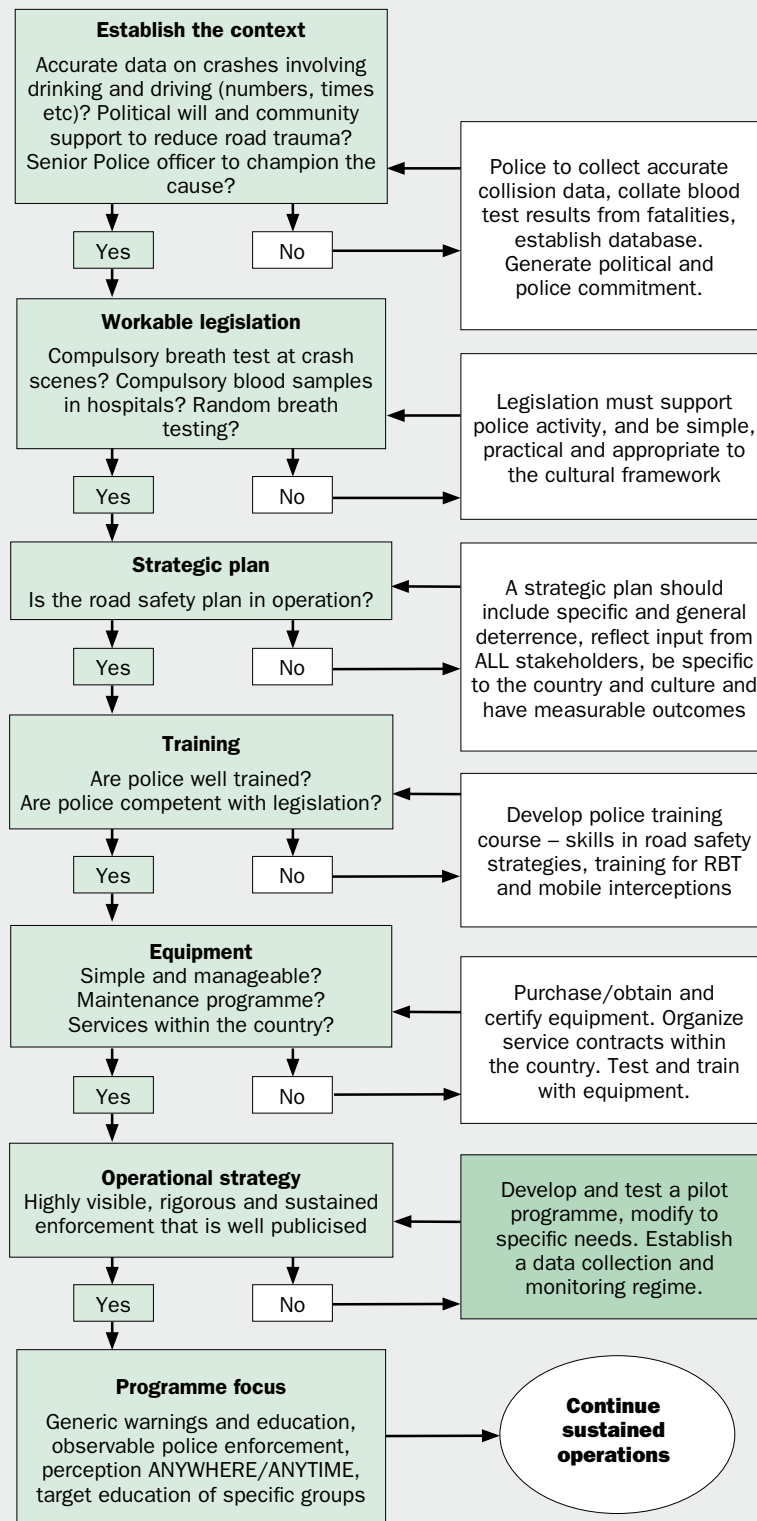 Establish the context
Accurate data on crashes involving
drinking and driving (numbers, times
etc)? Political will and community
support to reduce road trauma?
Senior Police officer to champion the
cause?
Police to collect accurate
collision data, collate blood
test results from fatalities,
establish database.
Generate political and
police commitment.
Yes
No
Workable legislation
Compulsory breath test at crash
scenes? Compulsory blood samples
in hospitals? Random breath
testing?
Legislation must support
police activity, and be simple,
practical and appropriate to
the cultural framework
Yes
No
Strategic plan
Is the road safety plan in operation?
A strategic plan should
include specific and general
deterrence, reflect input from
ALL stakeholders, be specific
to the country and culture and
have measurable outcomes
Yes
No
Training
Are police well trained?
Are police competent with legislation?
Develop police training
course – skills in road safety
strategies, training for RBT
and mobile interceptions
Yes
No
Equipment
Simple and manageable?
Maintenance programme?
Services within the country?
Purchase/obtain and
certify equipment. Organize
service contracts within
the country. Test and train
with equipment.
Yes
No
Operational strategy
Highly visible, rigorous and sustained
enforcement that is well publicised
Develop and test a pilot
programme, modify to
specific needs. Establish
a data collection and
monitoring regime.
Yes
No
Programme focus
Generic warnings and education,
observable police enforcement,
perception ANYWHERE/ANYTIME,
target education of specific groups
Continue
sustained
operations